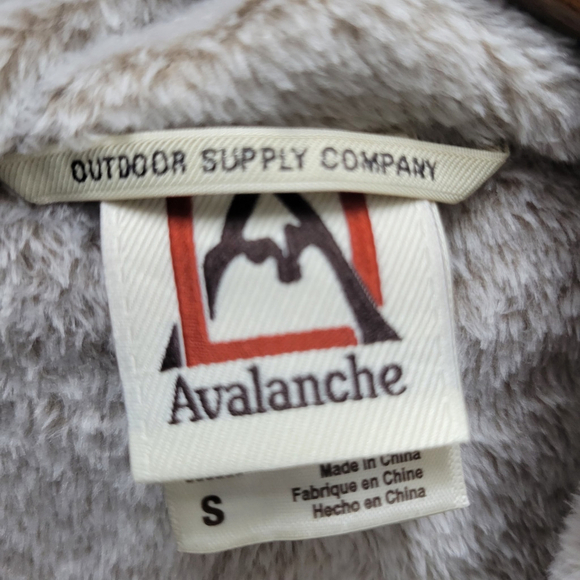 OUTDOOR SUPPLY COMPANY
Avalanche
Made in China
S
Fabrique en Chine
Hecho en China